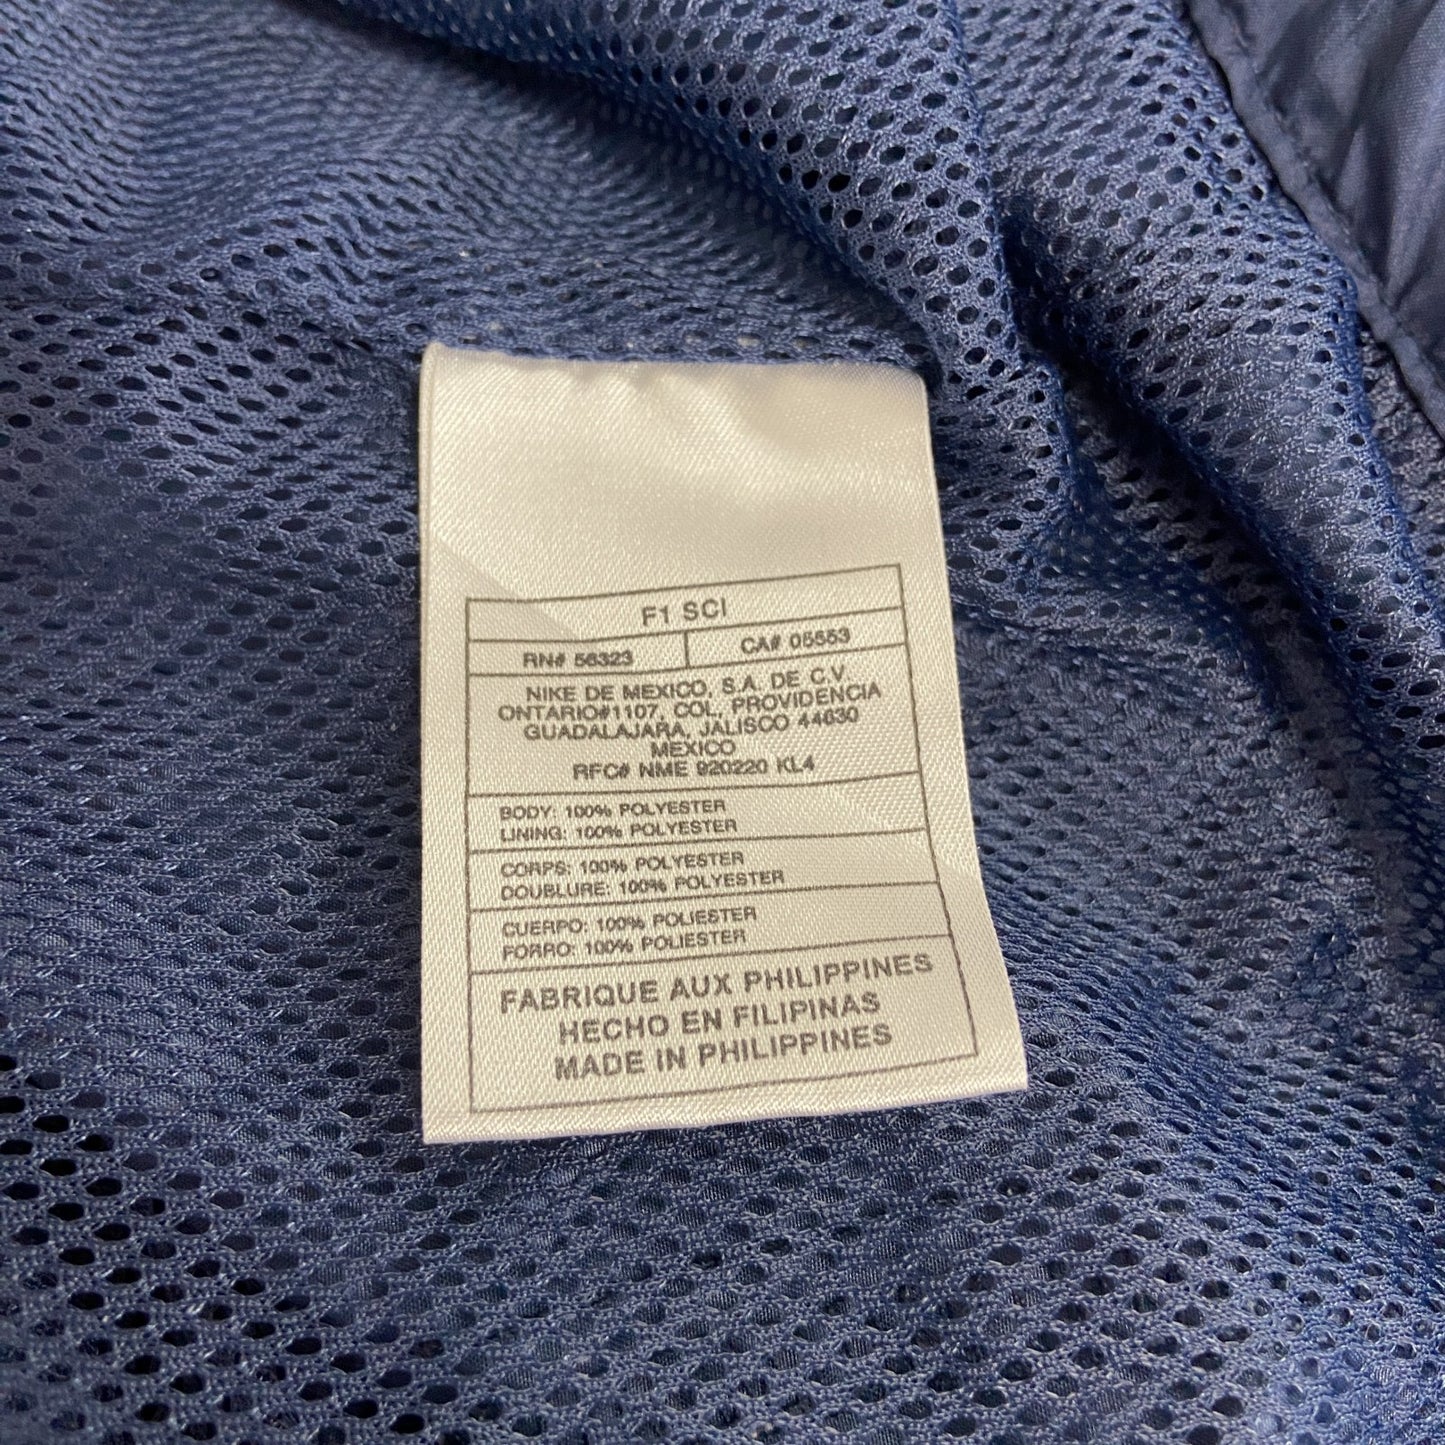 F1 SCI
RN# 56323 CA# 05553
NIKE DE MEXICO, S.A. DE C.V
ONTARIO#1107, COL, PROVIDENCIA
GUADALAJARA, JALISCO 44630
MEXICO
RFC# NME 920220 KL4
BODY: 100% POLYESTER
LINING: 100% POLYESTER
CORPS: 100% POLYESTER
DOUBLURE: 100% POLYESTER
CUERPO: 100% POLIESTER
FORRO: 100% POLIESTER
FABRIQUE AUX PHILIPPINES
HECHO EN FILIPINAS
MADE IN PHILIPPINES